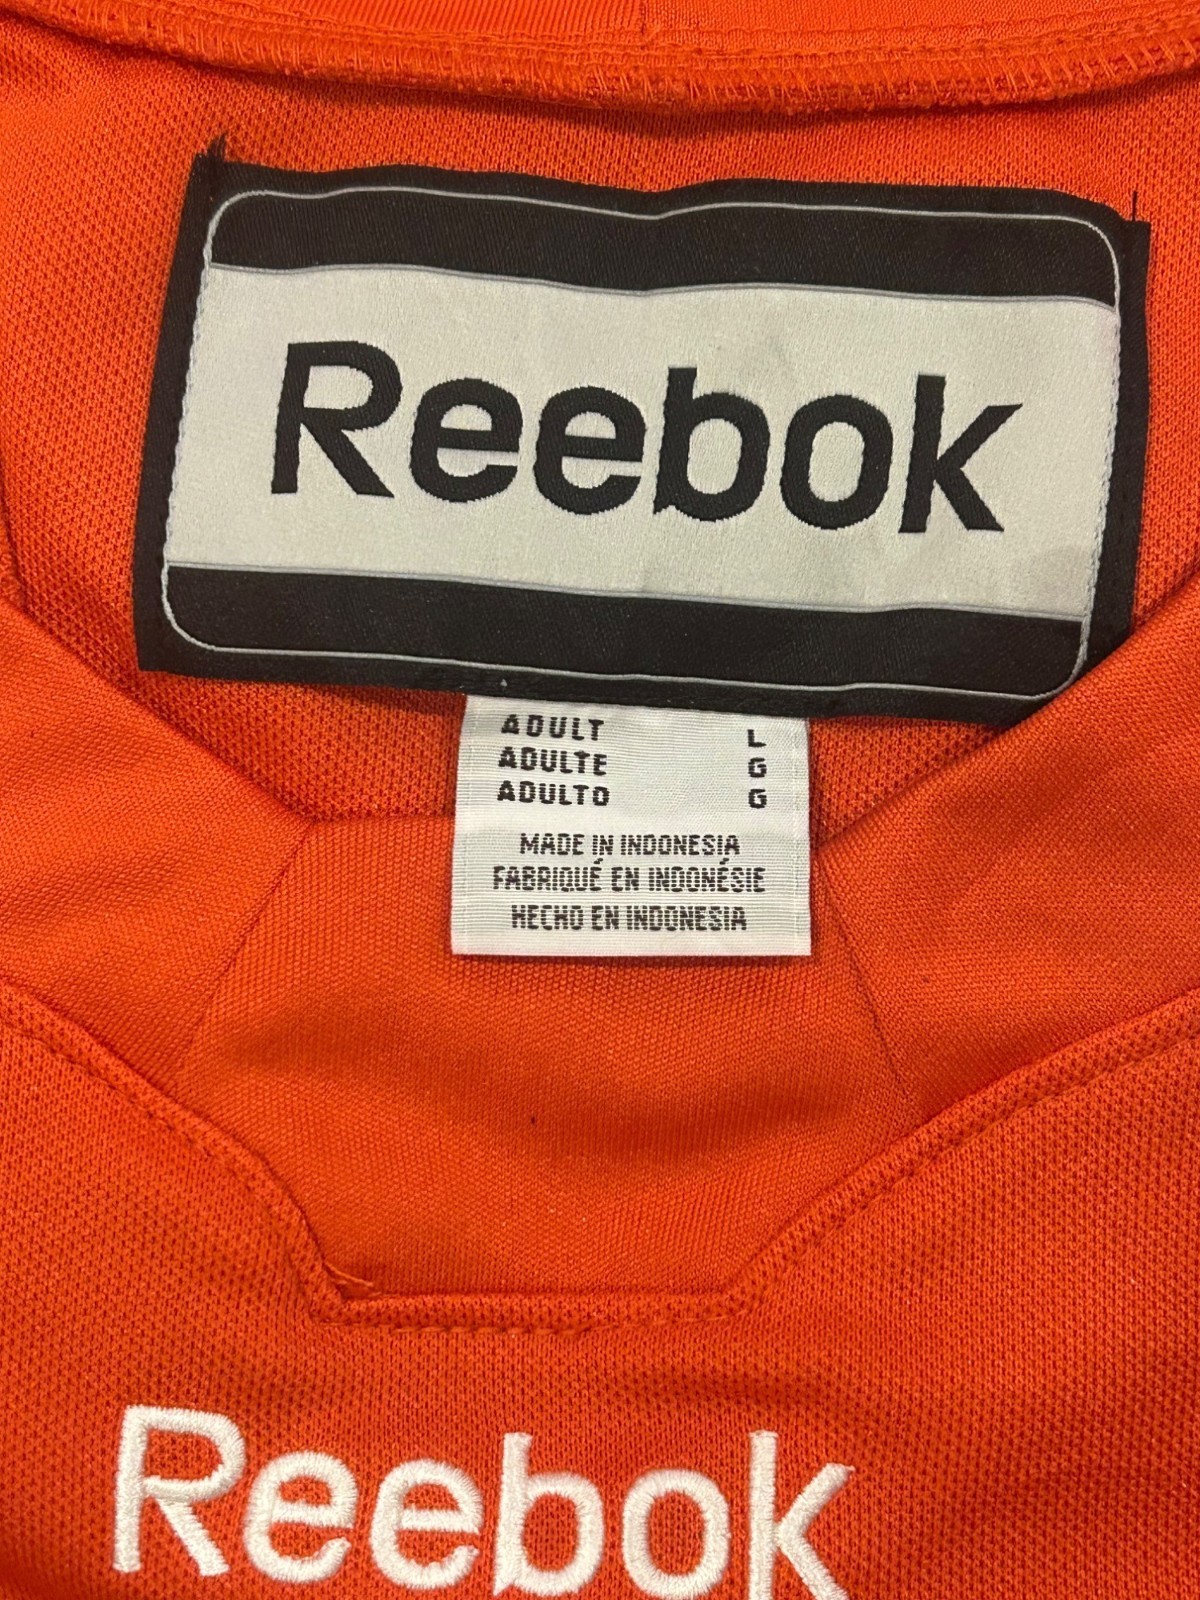 Reebok
ADULT L
ADULTE G
ADULTO G
MADE IN INDONESIA
FABRIQUÉ EN INDONÉSIE
HECHO EN INDONESIA
Reebok